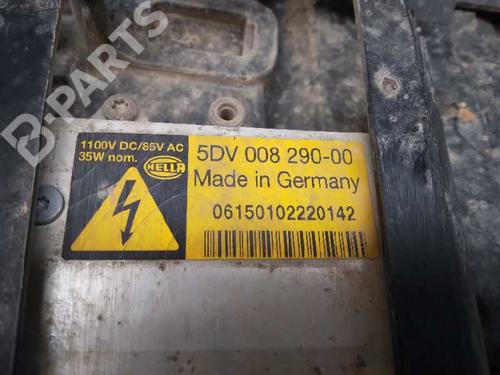 B-PARTS
1100V DC/85V AC
35W nom.
HELLA
5DV 008 290-00
Made in Germany
06150102220142